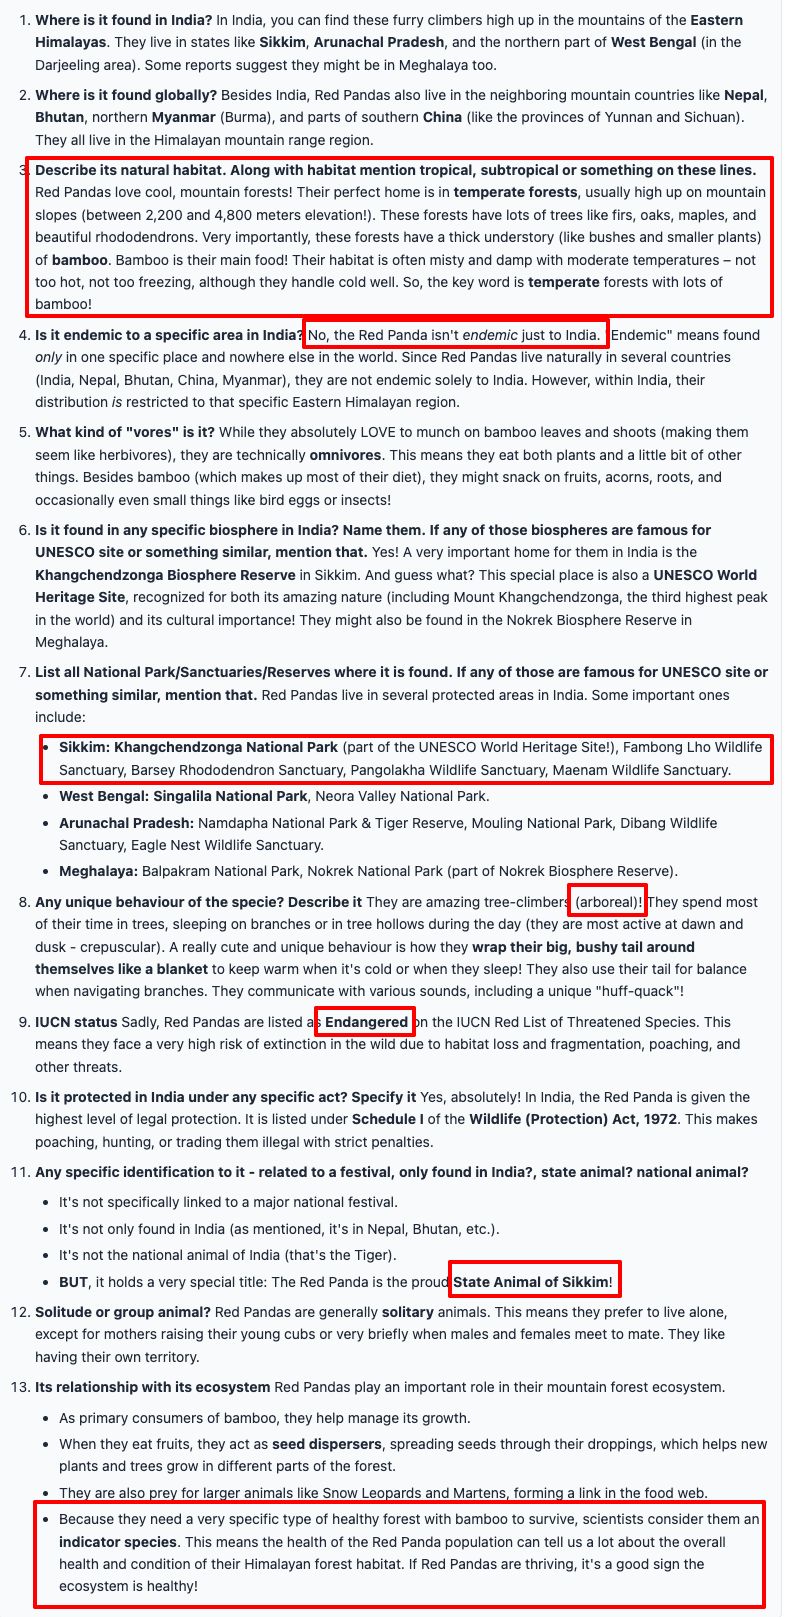 1. Where is it found in India? In India, you can find these furry climbers high up in the mountains of the Eastern
Himalayas. They live in states like Sikkim, Arunachal Pradesh, and the northern part of West Bengal (in the
Darjeeling area). Some reports suggest they might be in Meghalaya too.
2. Where is it found globally? Besides India, Red Pandas also live in the neighboring mountain countries like Nepal,
Bhutan, northern Myanmar (Burma), and parts of southern China (like the provinces of Yunnan and Sichuan).
They all live in the Himalayan mountain range region.
3. Describe its natural habitat. Along with habitat mention tropical, subtropical or something on these lines.
Red Pandas love cool, mountain forests! Their perfect home is in temperate forests, usually high up on mountain
slopes (between 2,200 and 4,800 meters elevation!). These forests have lots of trees like firs, oaks, maples, and
beautiful rhododendrons. Very importantly, these forests have a thick understory (like bushes and smaller plants)
of bamboo. Bamboo is their main food! Their habitat is often misty and damp with moderate temperatures – not
too hot, not too freezing, although they handle cold well. So, the key word is temperate forests with lots of
bamboo!
4. Is it endemic to a specific area in India? No, the Red Panda isn't endemic just to India. "Endemic" means found
only in one specific place and nowhere else in the world. Since Red Pandas live naturally in several countries
(India, Nepal, Bhutan, China, Myanmar), they are not endemic solely to India. However, within India, their
distribution is restricted to that specific Eastern Himalayan region.
5. What kind of "vores" is it? While they absolutely LOVE to munch on bamboo leaves and shoots (making them
seem like herbivores), they are technically omnivores. This means they eat both plants and a little bit of other
things. Besides bamboo (which makes up most of their diet), they might snack on fruits, acorns, roots, and
occasionally even small things like bird eggs or insects!
6. Is it found in any specific biosphere in India? Name them. If any of those biospheres are famous for
UNESCO site or something similar, mention that. Yes! A very important home for them in India is the
Khangchendzonga Biosphere Reserve in Sikkim. And guess what? This special place is also a UNESCO World
Heritage Site, recognized for both its amazing nature (including Mount Khangchendzonga, the third highest peak
in the world) and its cultural importance! They might also be found in the Nokrek Biosphere Reserve in
Meghalaya.
7. List all National Park/Sanctuaries/Reserves where it is found. If any of those are famous for UNESCO site or
something similar, mention that. Red Pandas live in several protected areas in India. Some important ones
include:
• Sikkim: Khangchendzonga National Park (part of the UNESCO World Heritage Site!), Fambong Lho Wildlife
Sanctuary, Barsey Rhododendron Sanctuary, Pangolakha Wildlife Sanctuary, Maenam Wildlife Sanctuary.
• West Bengal: Singalila National Park, Neora Valley National Park.
• Arunachal Pradesh: Namdapha National Park & Tiger Reserve, Mouling National Park, Dibang Wildlife
Sanctuary, Eagle Nest Wildlife Sanctuary.
• Meghalaya: Balpakram National Park, Nokrek National Park (part of Nokrek Biosphere Reserve).
8. Any unique behaviour of the specie? Describe it They are amazing tree-climbers (arboreal)! They spend most
of their time in trees, sleeping on branches or in tree hollows during the day (they are most active at dawn and
dusk - crepuscular). A really cute and unique behaviour is how they wrap their big, bushy tail around
themselves like a blanket to keep warm when it's cold or when they sleep! They also use their tail for balance
when navigating branches. They communicate with various sounds, including a unique "huff-quack"!
9. IUCN status Sadly, Red Pandas are listed as Endangered on the IUCN Red List of Threatened Species. This
means they face a very high risk of extinction in the wild due to habitat loss and fragmentation, poaching, and
other threats.
10. Is it protected in India under any specific act? Specify it Yes, absolutely! In India, the Red Panda is given the
highest level of legal protection. It is listed under Schedule I of the Wildlife (Protection) Act, 1972. This makes
poaching, hunting, or trading them illegal with strict penalties.
11. Any specific identification to it - related to a festival, only found in India?, state animal? national animal?
• It's not specifically linked to a major national festival.
• It's not only found in India (as mentioned, it's in Nepal, Bhutan, etc.).
• It's not the national animal of India (that's the Tiger).
• BUT, it holds a very special title: The Red Panda is the proud State Animal of Sikkim!
12. Solitude or group animal? Red Pandas are generally solitary animals. This means they prefer to live alone,
except for mothers raising their young cubs or very briefly when males and females meet to mate. They like
having their own territory.
13. Its relationship with its ecosystem Red Pandas play an important role in their mountain forest ecosystem.
• As primary consumers of bamboo, they help manage its growth.
• When they eat fruits, they act as seed dispersers, spreading seeds through their droppings, which helps new
plants and trees grow in different parts of the forest.
• They are also prey for larger animals like Snow Leopards and Martens, forming a link in the food web.
• Because they need a very specific type of healthy forest with bamboo to survive, scientists consider them an
indicator species. This means the health of the Red Panda population can tell us a lot about the overall
health and condition of their Himalayan forest habitat. If Red Pandas are thriving, it's a good sign the
ecosystem is healthy!